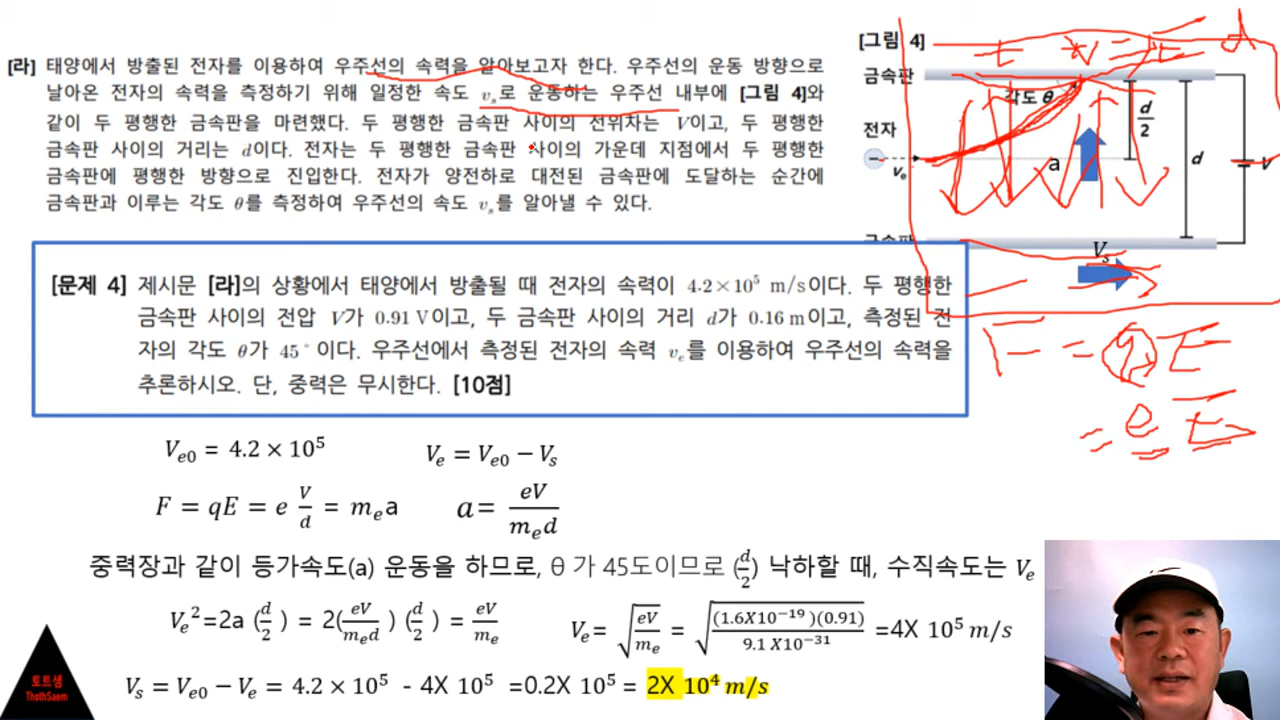 [라] 태양에서 방출된 전자를 이용하여 우주선의 속력을 알아보고자 한다. 우주선의 운동 방향으로
날아온 전자의 속력을 측정하기 위해 일정한 속도 vₛ로 운동하는 우주선 내부에 [그림 4]와
같이 두 평행한 금속판을 마련했다. 두 평행한 금속판 사이의 전위차는 V이고, 두 평행한
금속판 사이의 거리는 d이다. 전자는 두 평행한 금속판 사이의 가운데 지점에서 두 평행한
금속판에 평행한 방향으로 진입한다. 전자가 양전하로 대전된 금속판에 도달하는 순간에
금속판과 이루는 각도 θ를 측정하여 우주선의 속도 vₛ를 알아낼 수 있다.
[그림 4]
금속판
각도 θ
d/2
전자
−
vₑ
a
d
V
금속판
Vₛ
d
F = qE
= eE
[문제 4] 제시문 [라]의 상황에서 태양에서 방출될 때 전자의 속력이 4.2×10⁵ m/s이다. 두 평행한
금속판 사이의 전압 V가 0.91 V이고, 두 금속판 사이의 거리 d가 0.16 m이고, 측정된 전
자의 각도 θ가 45°이다. 우주선에서 측정된 전자의 속력 vₑ를 이용하여 우주선의 속력을
추론하시오. 단, 중력은 무시한다. [10점]
Vₑ₀ = 4.2 × 10⁵ Vₑ = Vₑ₀ − Vₛ
F = qE = e V/d = mₑa a = eV/mₑd
중력장과 같이 등가속도(a) 운동을 하므로, θ 가 45도이므로 (d/2) 낙하할 때, 수직속도는 Vₑ
Vₑ²=2a (d/2) = 2(eV/mₑd) (d/2) = eV/mₑ Vₑ= √(eV/mₑ) = √((1.6X10⁻¹⁹)(0.91)/9.1 X10⁻³¹) =4X 10⁵ m/s
Vₛ = Vₑ₀ − Vₑ = 4.2 × 10⁵ - 4X 10⁵ =0.2X 10⁵ = 2X 10⁴ m/s
토트샘
ThothSaem